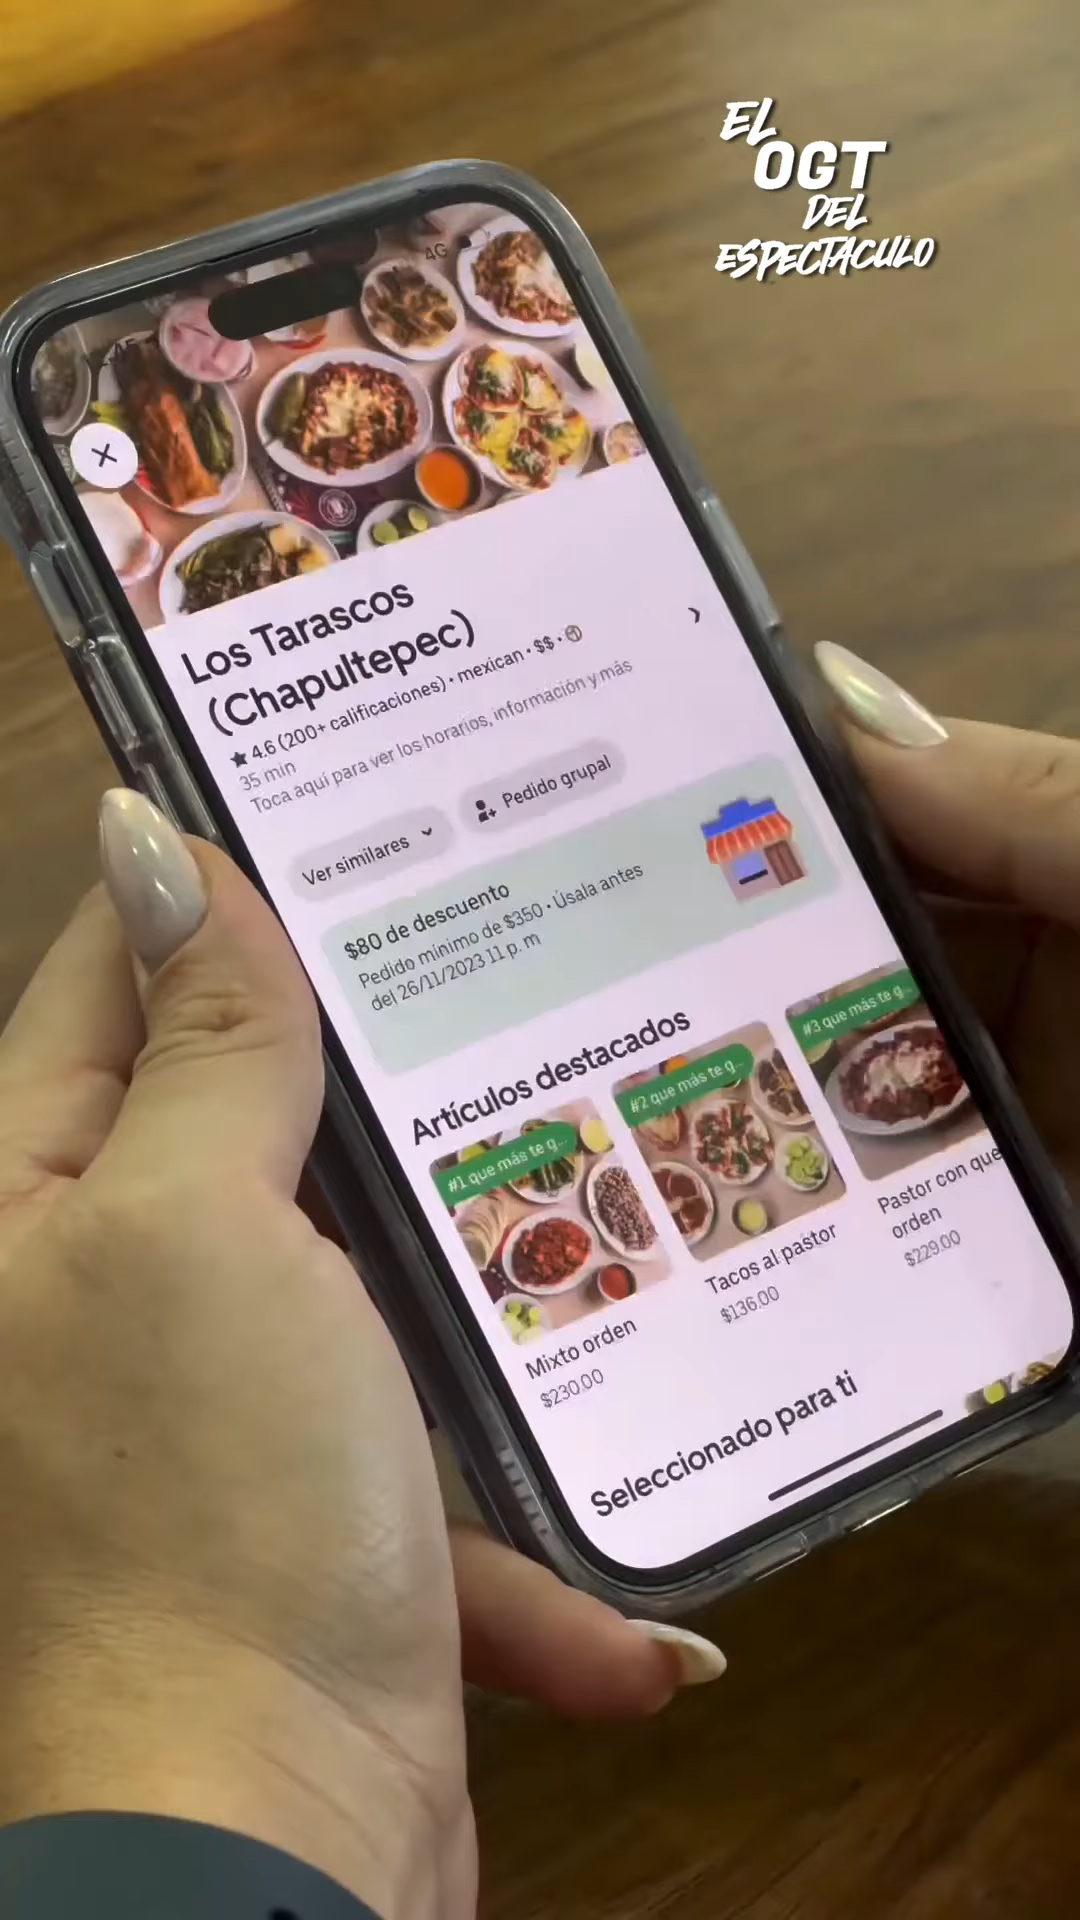 EL
OGT
DEL
ESPECTACULO
4G
Los Tarascos
(Chapultepec)
★ 4.6 (200+ calificaciones) • mexican • $$ •
35 min
Toca aquí para ver los horarios, información y más
Ver similares
Pedido grupal
$80 de descuento
Pedido mínimo de $350 • Úsala antes
del 26/11/2023 11 p. m
Artículos destacados
#1 que más te g...
#2 que más te g...
#3 que más te g...
Mixto orden
$230.00
Tacos al pastor
$136.00
Pastor con que
orden
$229.00
Seleccionado para ti